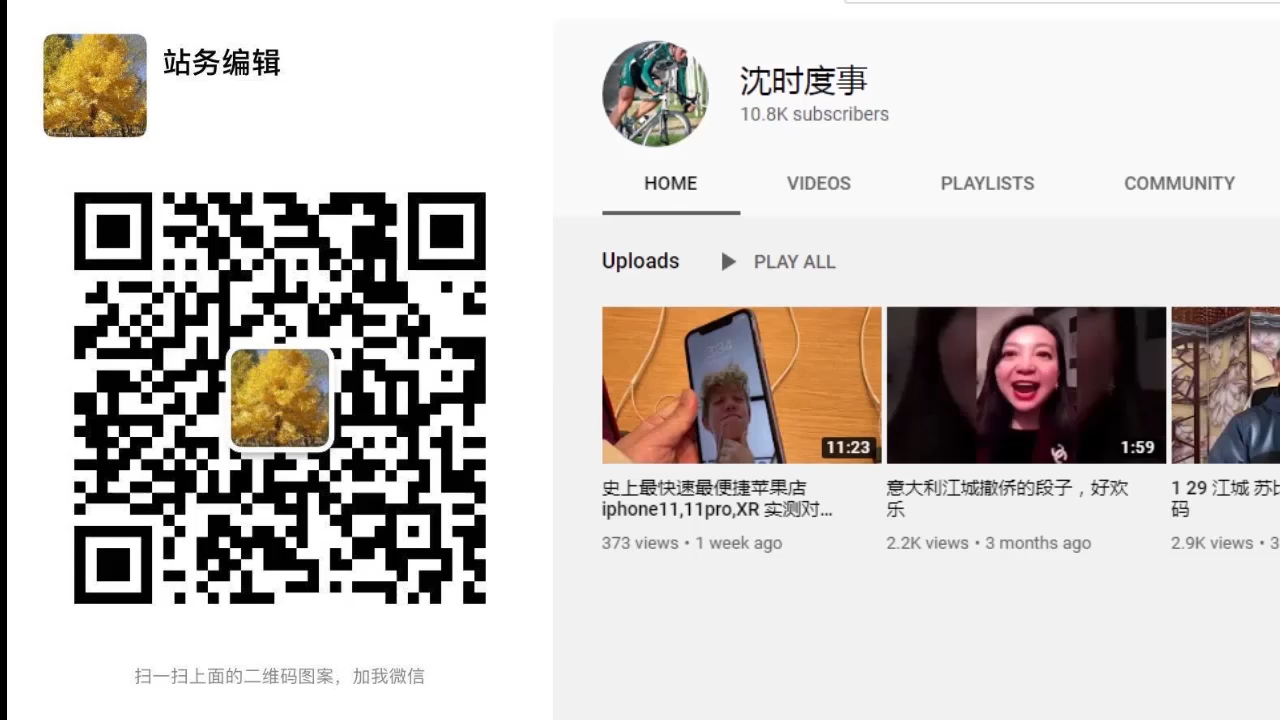 站务编辑
扫一扫上面的二维码图案，加我微信
沈时度事
10.8K subscribers
HOME
VIDEOS
PLAYLISTS
COMMUNITY
Uploads
PLAY ALL
11:23
史上最快速最便捷苹果店
iphone11,11pro,XR 实测对...
373 views • 1 week ago
1:59
意大利江城撤侨的段子，好欢
乐
2.2K views • 3 months ago
1 29 江城 苏
码
2.9K views • 3